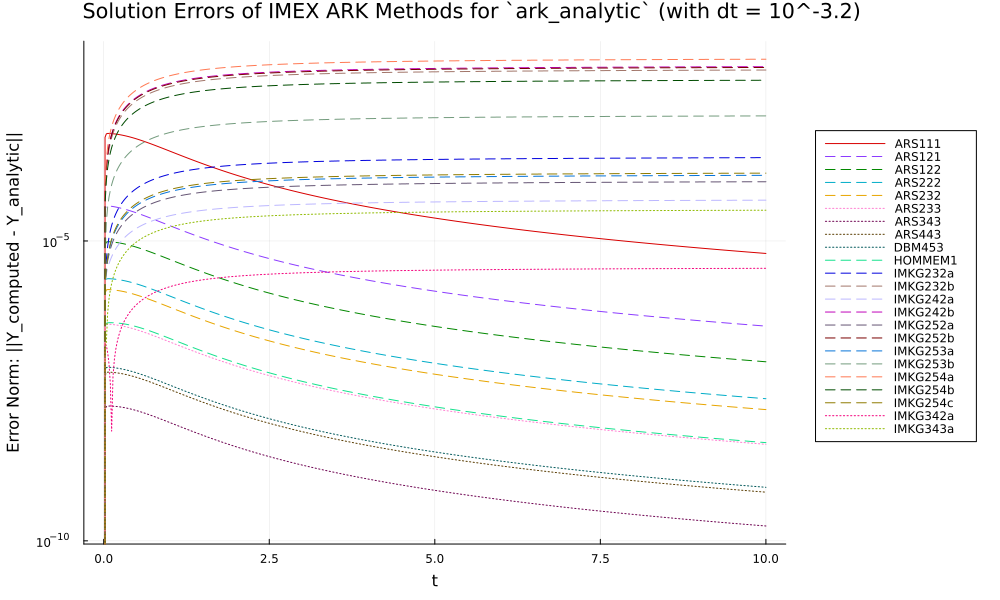 Solution Errors of IMEX ARK Methods for `ark_analytic` (with dt = 10^-3.2)
Error Norm: ||Y_computed - Y_analytic||
10⁻⁵
10⁻¹⁰
0.0
2.5
5.0
7.5
10.0
t
ARS111
ARS121
ARS122
ARS222
ARS232
ARS233
ARS343
ARS443
DBM453
HOMMEM1
IMKG232a
IMKG232b
IMKG242a
IMKG242b
IMKG252a
IMKG252b
IMKG253a
IMKG253b
IMKG254a
IMKG254b
IMKG254c
IMKG342a
IMKG343a